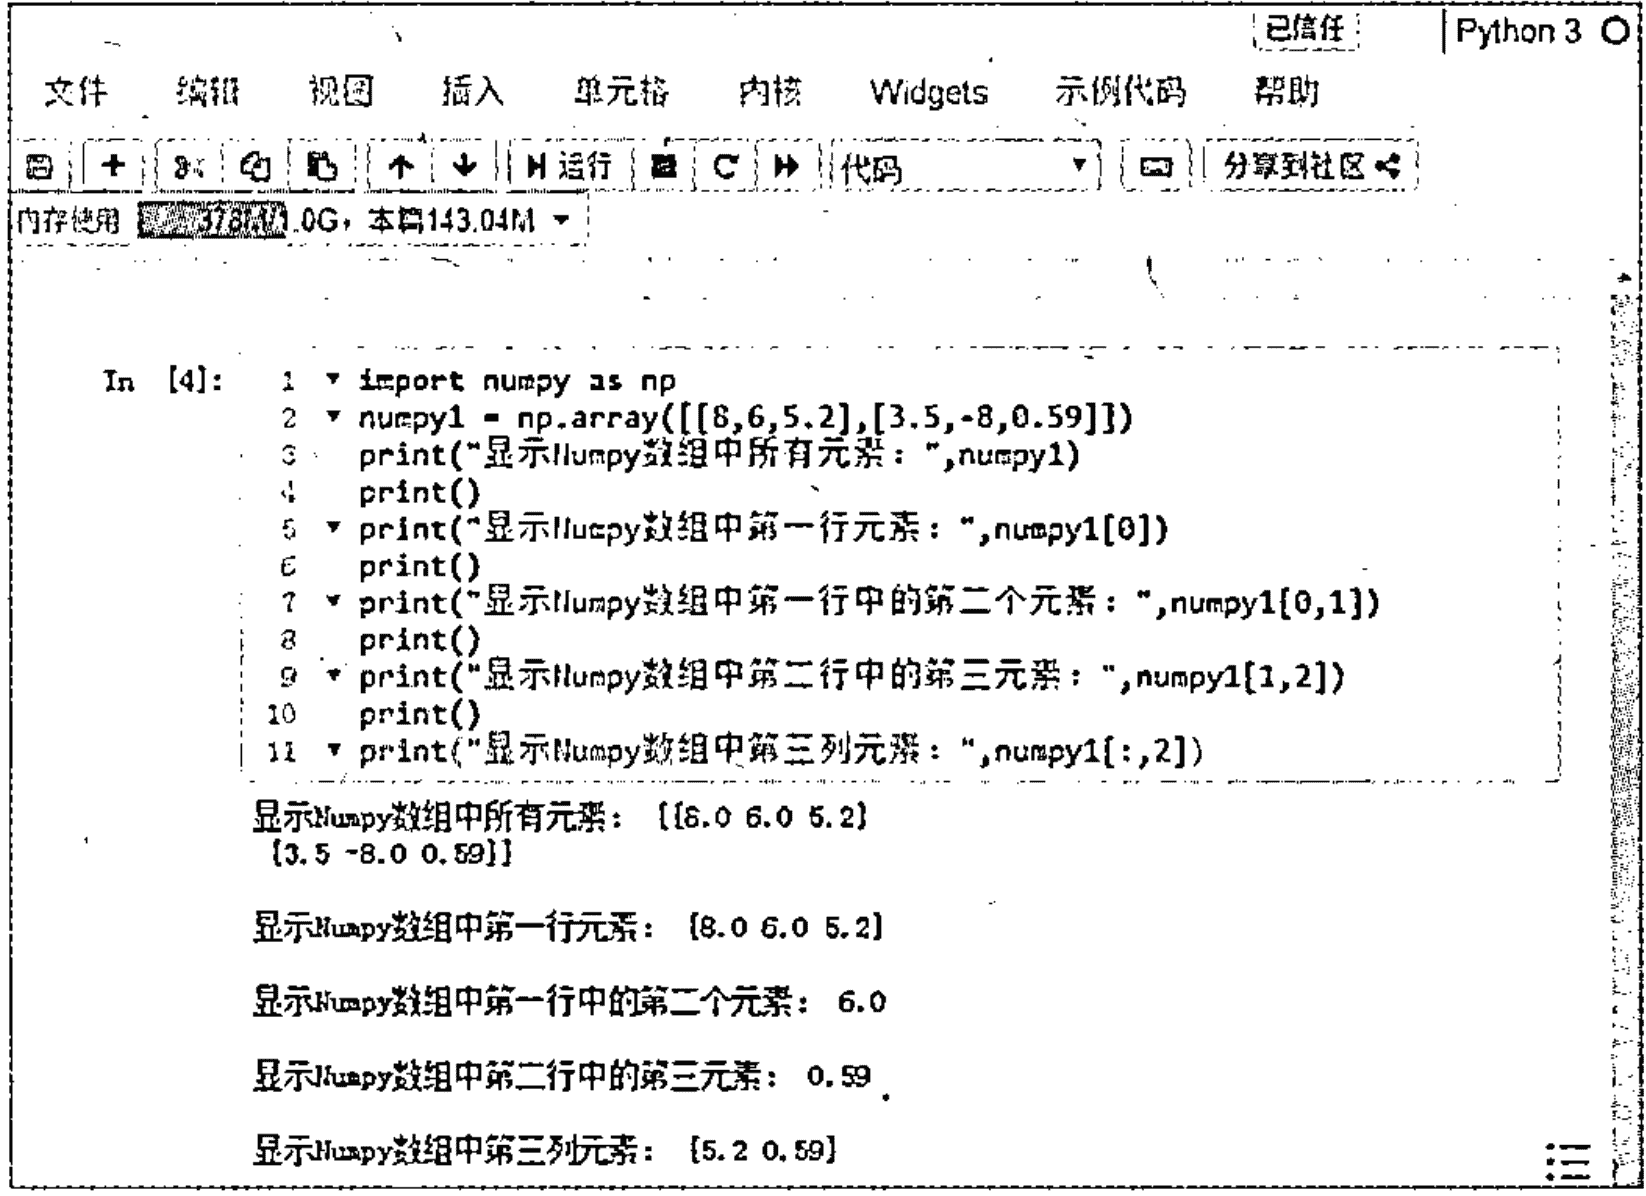 已信任 Python 3
文件 编辑 视图 插入 单元格 内核 Widgets 示例代码 帮助
运行 代码 分享到社区
内存使用 378M/1.0G, 本篇143.04M
In [4]:
1 import numpy as np
2 numpy1 = np.array([[8,6,5.2],[3.5,-8,0.59]])
3 print("显示Numpy数组中所有元素：",numpy1)
4 print()
5 print("显示Numpy数组中第一行元素：",numpy1[0])
6 print()
7 print("显示Numpy数组中第一行中的第二个元素：",numpy1[0,1])
8 print()
9 print("显示Numpy数组中第二行中的第三元素：",numpy1[1,2])
10 print()
11 print("显示Numpy数组中第三列元素：",numpy1[:,2])
显示Numpy数组中所有元素： [[8.0 6.0 5.2]
[3.5 -8.0 0.59]]
显示Numpy数组中第一行元素： [8.0 6.0 5.2]
显示Numpy数组中第一行中的第二个元素： 6.0
显示Numpy数组中第二行中的第三元素： 0.59
显示Numpy数组中第三列元素： [5.2 0.59]